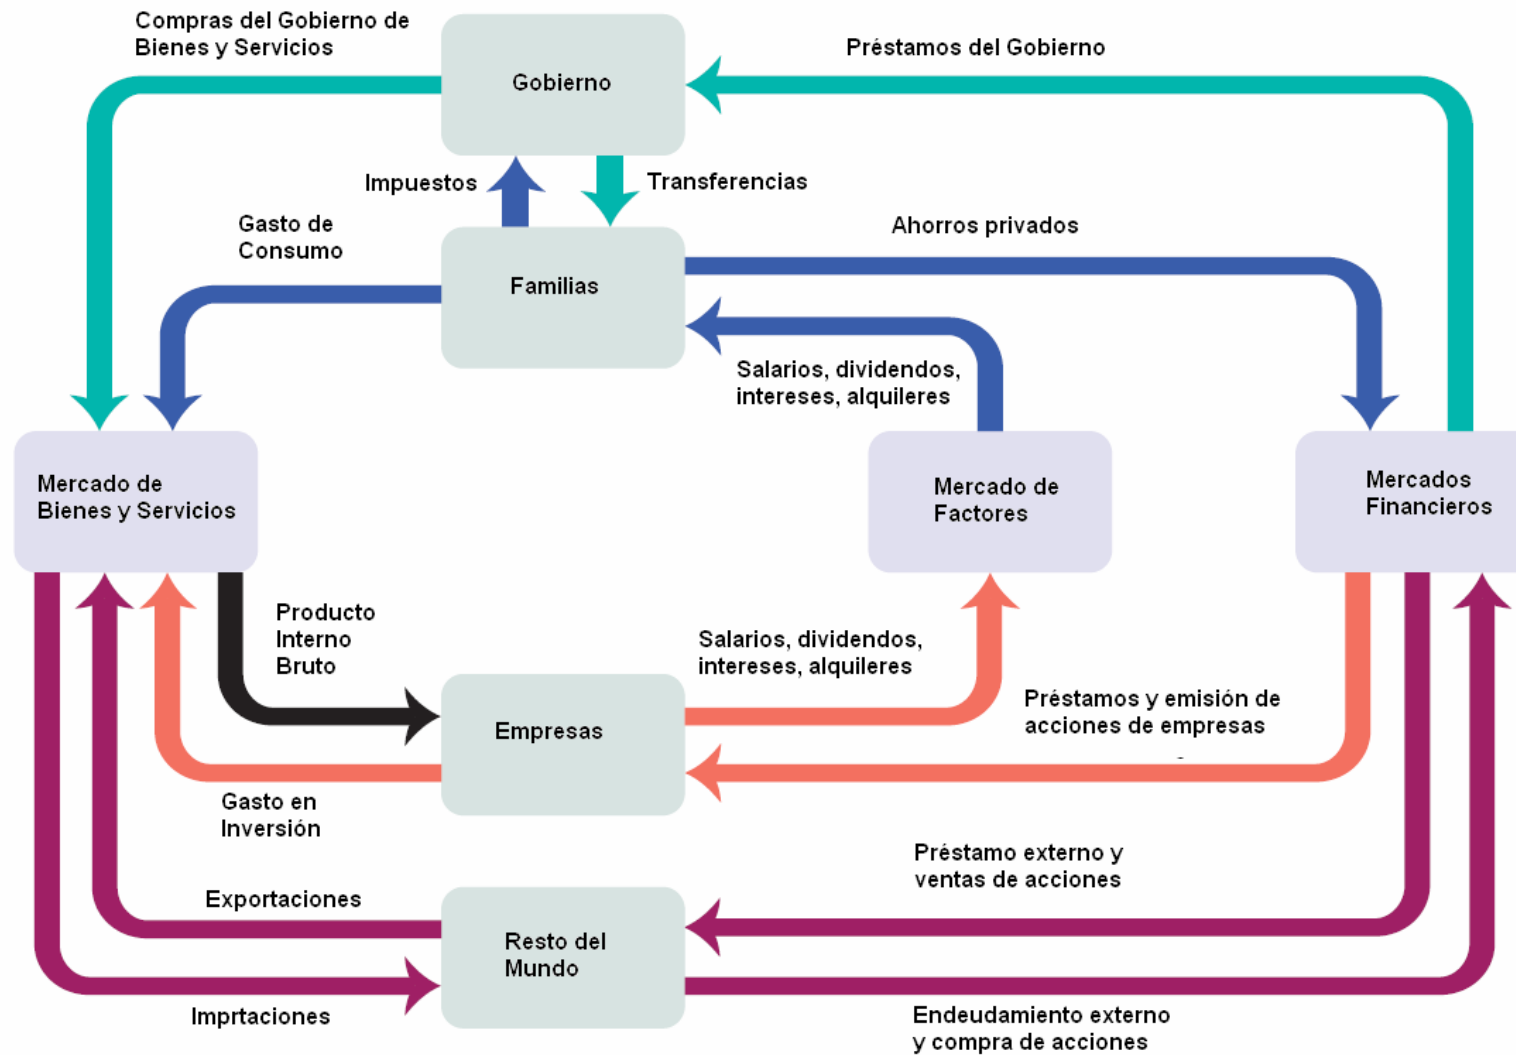 Compras del Gobierno de
Bienes y Servicios
Gobierno
Préstamos del Gobierno
Impuestos
Transferencias
Gasto de
Consumo
Familias
Ahorros privados
Salarios, dividendos,
intereses, alquileres
Mercado de
Bienes y Servicios
Mercado de
Factores
Mercados
Financieros
Producto
Interno
Bruto
Salarios, dividendos,
intereses, alquileres
Empresas
Préstamos y emisión de
acciones de empresas
Gasto en
Inversión
Préstamo externo y
ventas de acciones
Exportaciones
Resto del
Mundo
Imprtaciones
Endeudamiento externo
y compra de acciones